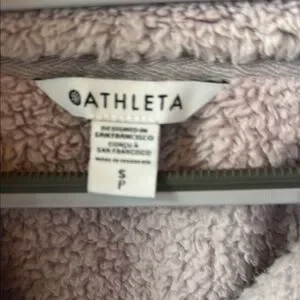 ATHLETA
DESIGNED IN
SAN FRANCISCO
CONÇU À
SAN FRANCISCO
S
P